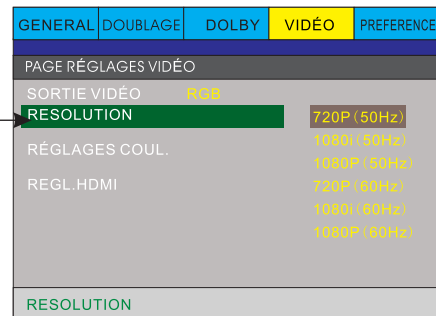 GENERAL DOUBLAGE DOLBY VIDÉO PREFERENCE
PAGE RÉGLAGES VIDÉO
SORTIE VIDÉO RGB
RESOLUTION 720P(50Hz)
1080i(50Hz)
RÉGLAGES COUL. 1080P(50Hz)
REGL.HDMI 720P(60Hz)
1080i(60Hz)
1080P(60Hz)
RESOLUTION